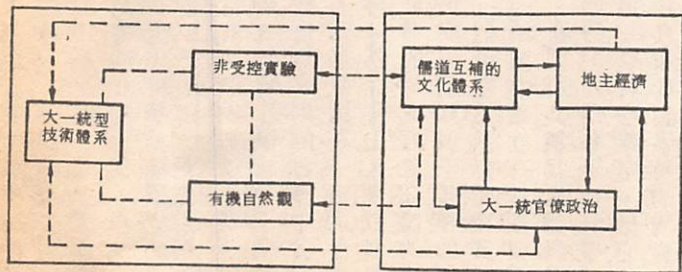 非受控實驗
儒道互補的
文化體系
地主經濟
大一統型
技術體系
有機自然觀
大一統官僚政治